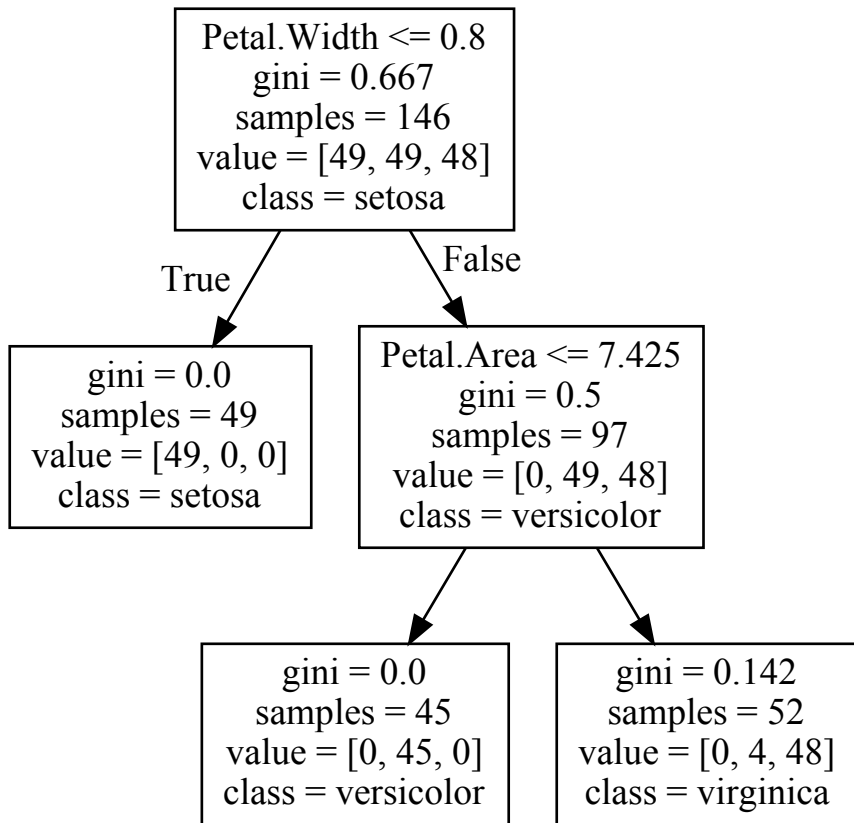 Petal.Width <= 0.8
gini = 0.667
samples = 146
value = [49, 49, 48]
class = setosa
True
False
gini = 0.0
samples = 49
value = [49, 0, 0]
class = setosa
Petal.Area <= 7.425
gini = 0.5
samples = 97
value = [0, 49, 48]
class = versicolor
gini = 0.0
samples = 45
value = [0, 45, 0]
class = versicolor
gini = 0.142
samples = 52
value = [0, 4, 48]
class = virginica